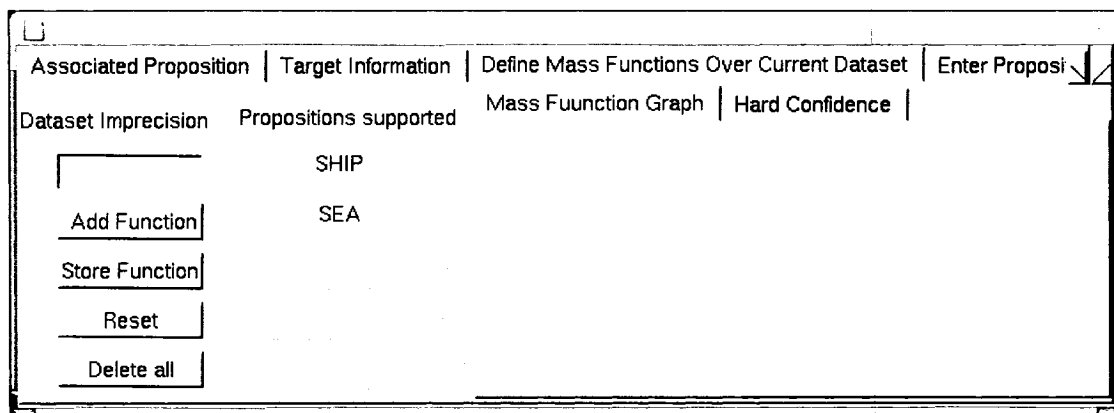 Associated Proposition Target Information Define Mass Functions Over Current Dataset Enter Proposi
Mass Fuunction Graph Hard Confidence
Dataset Imprecision Propositions supported
SHIP
SEA
Add Function
Store Function
Reset
Delete all